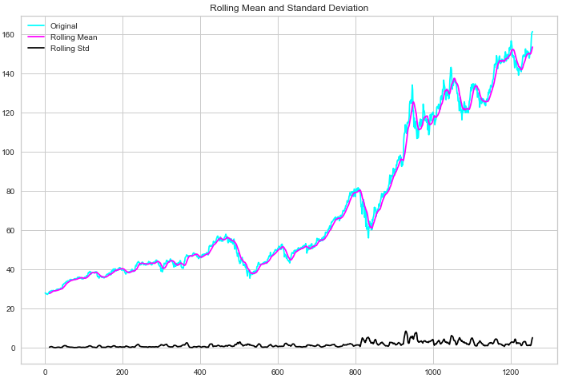 Rolling Mean and Standard Deviation
Original
Rolling Mean
Rolling Std
160
140
120
100
80
60
40
20
0
0 200 400 600 800 1000 1200